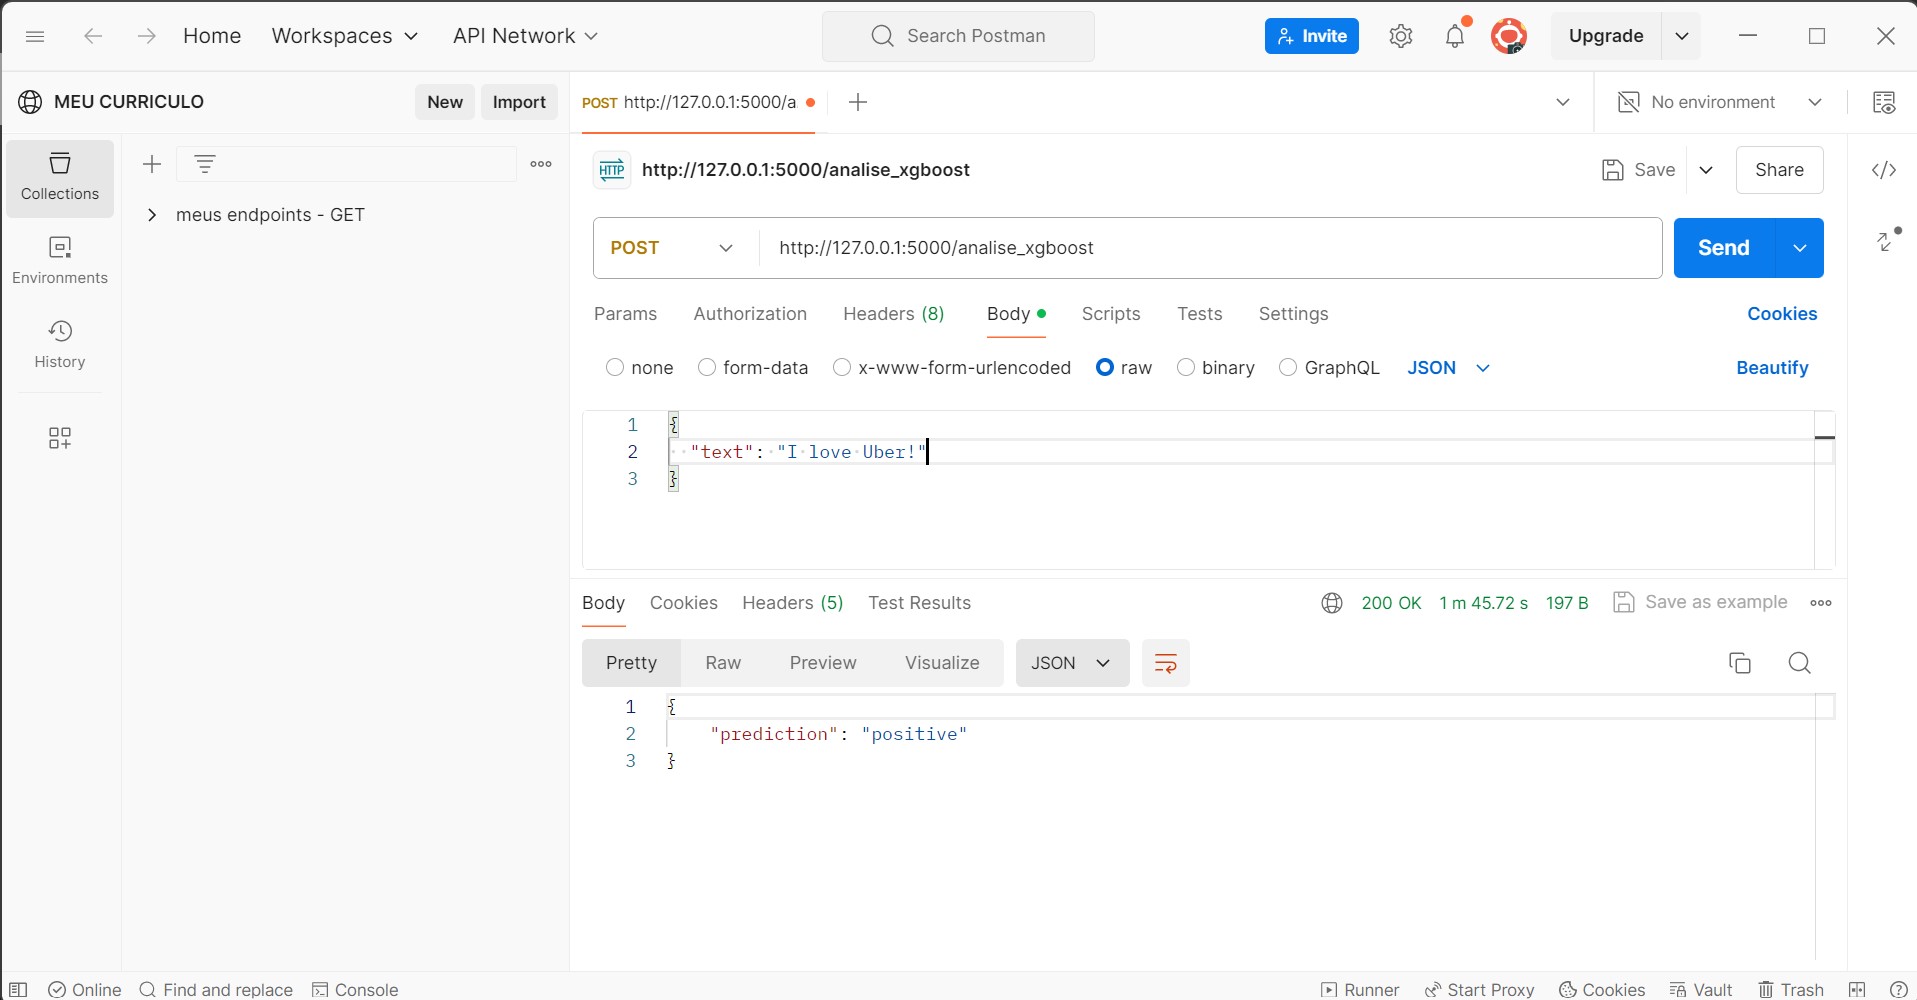 Home Workspaces API Network Search Postman Invite Upgrade
MEU CURRICULO New Import
POST http://127.0.0.1:5000/a No environment
Collections
Environments
History
meus endpoints - GET
HTTP http://127.0.0.1:5000/analise_xgboost Save Share
POST http://127.0.0.1:5000/analise_xgboost Send
Params Authorization Headers (8) Body Scripts Tests Settings Cookies
none form-data x-www-form-urlencoded raw binary GraphQL JSON Beautify
1 {
2 "text": "I love Uber!"
3 }
Body Cookies Headers (5) Test Results 200 OK 1 m 45.72 s 197 B Save as example
Pretty Raw Preview Visualize JSON
1 {
2 "prediction": "positive"
3 }
Online Find and replace Console Runner Start Proxy Cookies Vault Trash